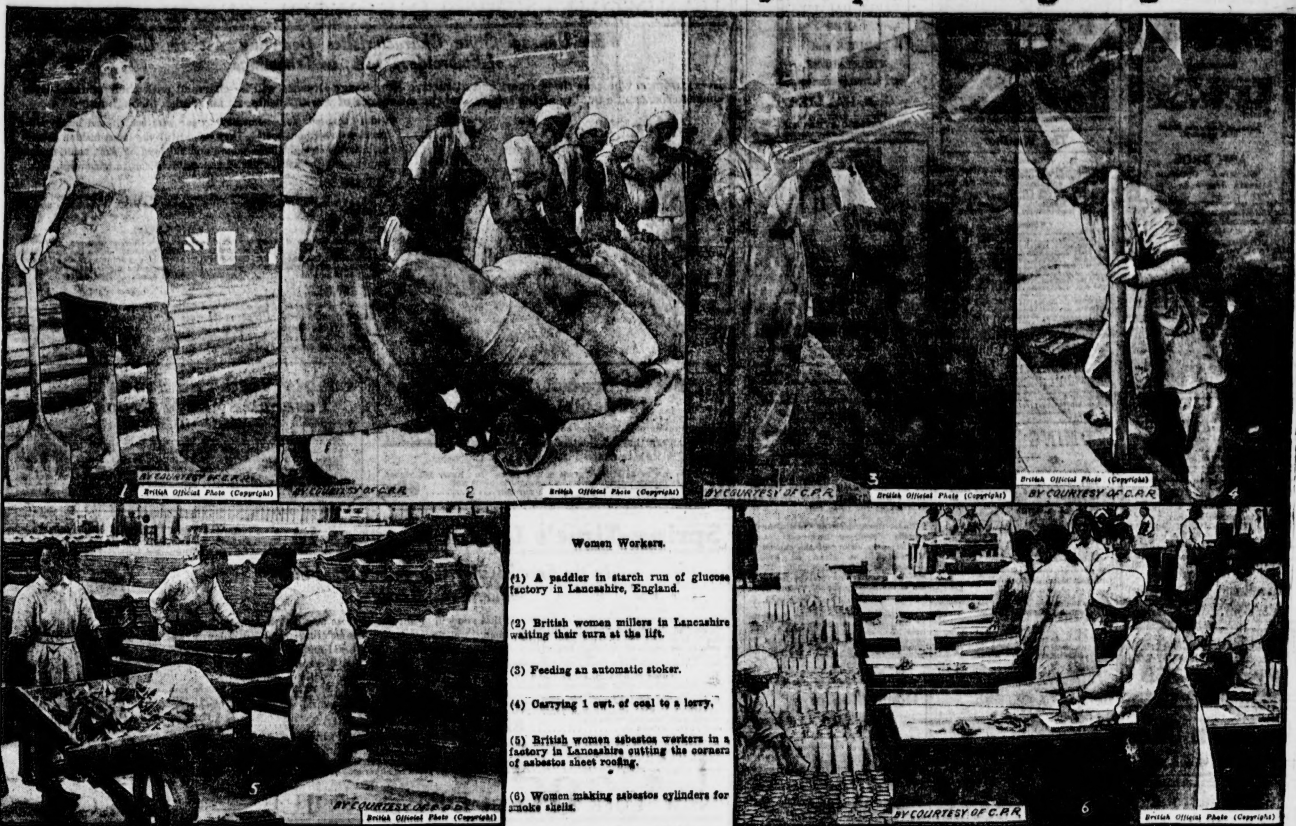 1
BY COURTESY OF C.P.R.
British Official Photo (Copyright)
BY COURTESY OF C.P.R.
2
British Official Photo (Copyright)
BY COURTESY OF C.P.R.
3
British Official Photo (Copyright)
British Official Photo (Copyright)
BY COURTESY OF C.P.R.
4
5
BY COURTESY OF
British Official Photo (Copyright)
Women Workers.
(1) A paddler in starch run of glucose
factory in Lancashire, England.
(2) British women millers in Lancashire
waiting their turn at the lift.
(3) Feeding an automatic stoker.
(4) Carrying 1 cwt. of coal to a lorry.
(5) British women asbestos workers in a
factory in Lancashire cutting the corners
of asbestos sheet roofing.
(6) Women making asbestos cylinders for
smoke shells.
BY COURTESY OF C.P.R.
6
British Official Photo (Copyright)